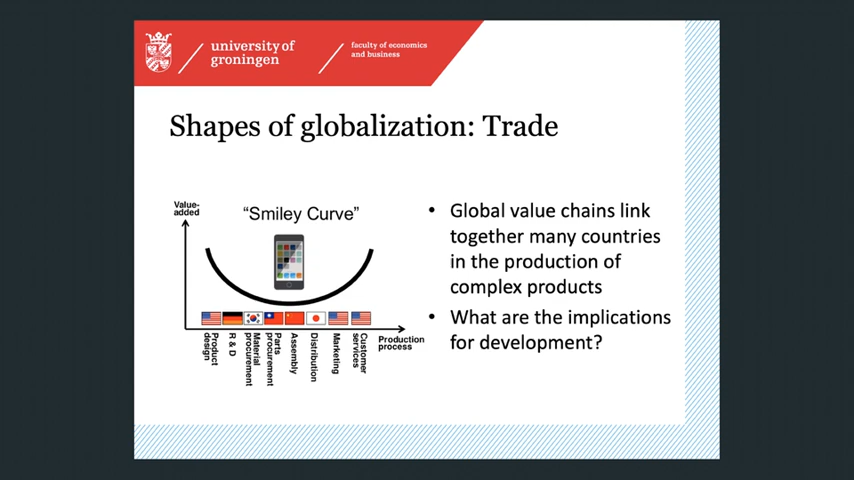 university of
groningen
faculty of economics
and business
Shapes of globalization: Trade
Value-
added
"Smiley Curve"
Production
process
Product
design
R & D
Material
procurement
Parts
procurement
Assembly
Distribution
Marketing
Customer
services
• Global value chains link
together many countries
in the production of
complex products
• What are the implications
for development?